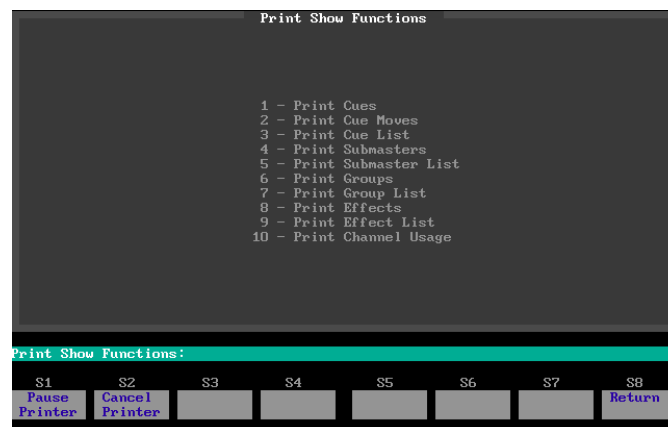 Print Show Functions
1 - Print Cues
2 - Print Cue Moves
3 - Print Cue List
4 - Print Submasters
5 - Print Submaster List
6 - Print Groups
7 - Print Group List
8 - Print Effects
9 - Print Effect List
10 - Print Channel Usage
Print Show Functions:
S1 S2 S3 S4 S5 S6 S7 S8
Pause Cancel Return
Printer Printer